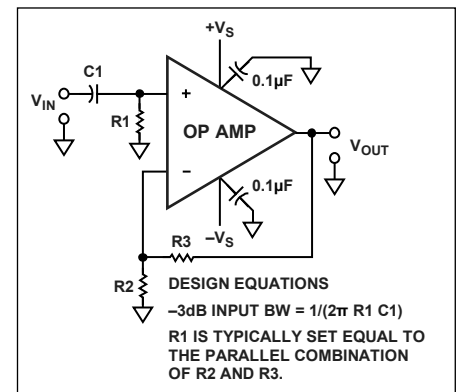 +VS
C1
0.1µF
VIN
+
R1
OP AMP
VOUT
–
0.1µF
–VS
R3
R2
DESIGN EQUATIONS
–3dB INPUT BW = 1/(2π R1 C1)
R1 IS TYPICALLY SET EQUAL TO
THE PARALLEL COMBINATION
OF R2 AND R3.